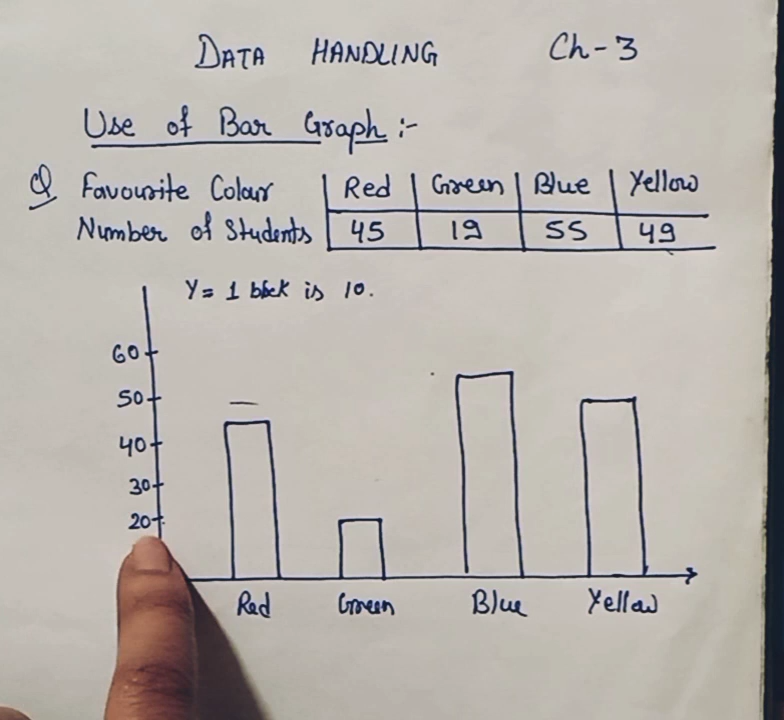 DATA HANDLING Ch-3
Use of Bar Graph :-
Q Favourite Colour Red Green Blue Yellow
Number of Students 45 19 55 49
Y = 1 block is 10.
60
50
40
30
20
Red Green Blue Yellow